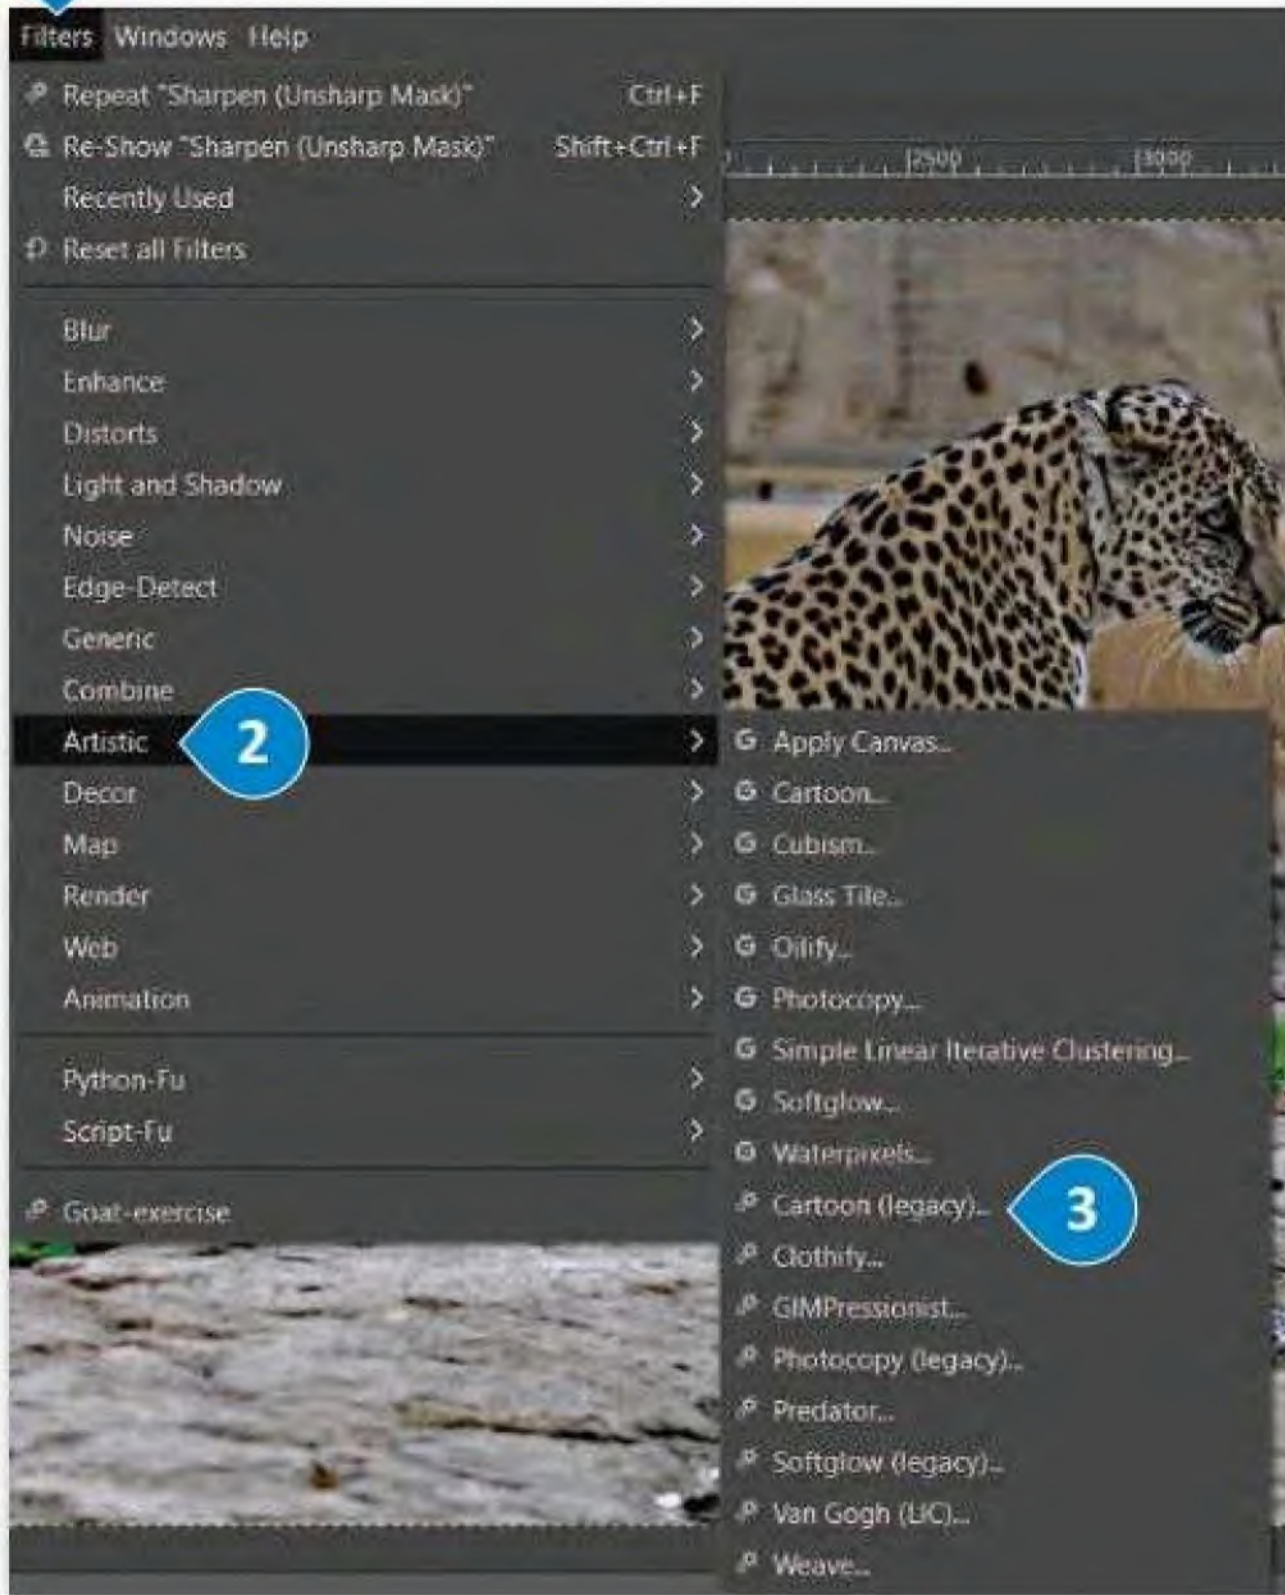 Filters Windows Help
Repeat "Sharpen (Unsharp Mask)" Ctrl+F
Re-Show "Sharpen (Unsharp Mask)" Shift+Ctrl+F
2500 3000
Recently Used
Reset all Filters
Blur
Enhance
Distorts
Light and Shadow
Noise
Edge-Detect
Generic
Combine
Artistic 2
Decor
Map
Render
Web
Animation
Python-Fu
Script-Fu
Goat-exercise
Apply Canvas...
Cartoon...
Cubism...
Glass Tile...
Oilify...
Photocopy...
Simple Linear Iterative Clustering...
Softglow...
Waterpixels...
Cartoon (legacy)... 3
Clothify...
GIMPressionist...
Photocopy (legacy)...
Predator...
Softglow (legacy)...
Van Gogh (LIC)...
Weave...